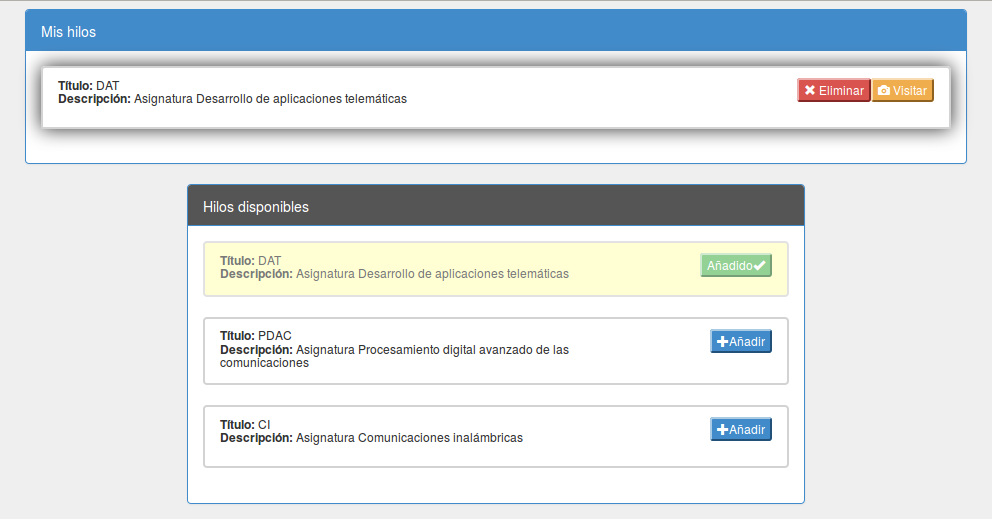 Mis hilos
Título: DAT
Descripción: Asignatura Desarrollo de aplicaciones telemáticas
Eliminar Visitar
Hilos disponibles
Título: DAT
Descripción: Asignatura Desarrollo de aplicaciones telemáticas
Añadido
Título: PDAC
Descripción: Asignatura Procesamiento digital avanzado de las
comunicaciones
Añadir
Título: CI
Descripción: Asignatura Comunicaciones inalámbricas
Añadir